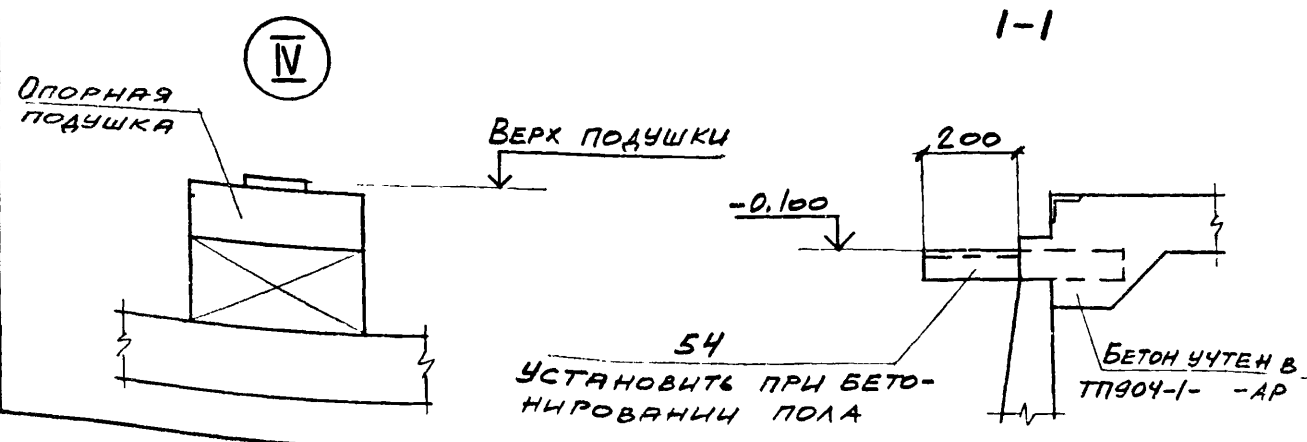 IV
ОПОРНАЯ
ПОДУШКА
ВЕРХ ПОДУШКИ
1-1
200
-0.100
54
УСТАНОВИТЬ ПРИ БЕТО-
НИРОВАНИИ ПОЛА
БЕТОН УЧТЕН В
ТП904-1- -АР